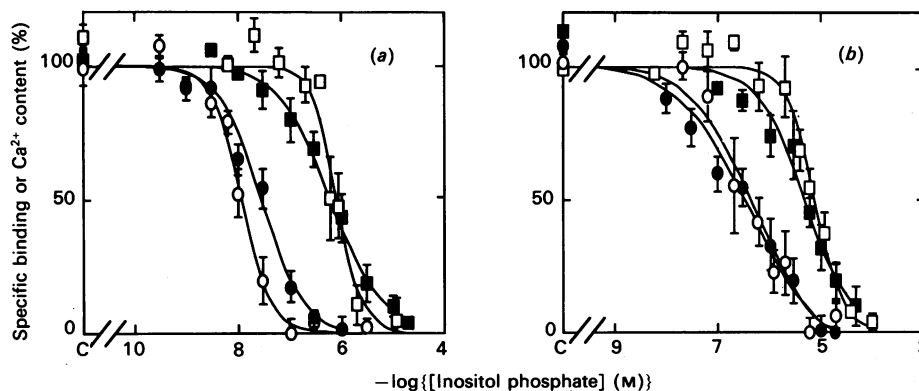 (a)
(b)
Specific binding or Ca²⁺ content (%)
100
50
0
C 10 8 6 4
100
50
0
C 9 7 5 3
−log{[Inositol phosphate] (M)}